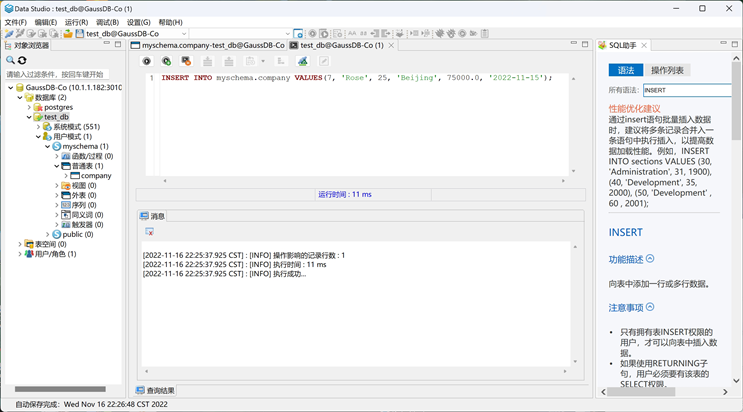 Data Studio : test_db@GaussDB-Co (1)
文件(F) 编辑(E) 运行(R) 调试(B) 设置(G) 帮助(H)
test_db@GaussDB-Co (1)
对象浏览器
请输入过滤条件，按回车键开始
GaussDB-Co (10.1.1.182:3010
数据库 (2)
postgres
test_db
系统模式 (551)
用户模式 (1)
myschema (1)
函数/过程 (0)
普通表 (1)
company
视图 (0)
外表 (0)
序列 (0)
同义词 (0)
触发器 (0)
public (0)
表空间 (0)
用户/角色 (1)
myschema.company-test_db@GaussDB
test_db@GaussDB-Co (1)
1 INSERT INTO myschema.company VALUES(7, 'Rose', 25, 'Beijing', 75000.0, '2022-11-15');
运行时间 : 11 ms
消息
[2022-11-16 22:25:37.925 CST] : [INFO] 操作影响的记录行数 : 1
[2022-11-16 22:25:37.925 CST] : [INFO] 执行时间 : 11 ms
[2022-11-16 22:25:37.925 CST] : [INFO] 执行成功...
查询结果
SQL助手
语法 操作列表
所有语法: INSERT
性能优化建议
通过insert语句批量插入数据
时，建议将多条记录合并入一
条语句中执行插入，以提高数
据加载性能。例如，INSERT
INTO sections VALUES (30,
'Administration', 31, 1900),
(40, 'Development', 35,
2000), (50, 'Development' ,
60 , 2001);
INSERT
功能描述
向表中添加一行或多行数据。
注意事项
• 只有拥有表INSERT权限的
用户，才可以向表中插入数
据。
• 如果使用RETURNING子
句，用户必须要有该表的
SELECT权限。
自动保存完成：Wed Nov 16 22:26:48 CST 2022